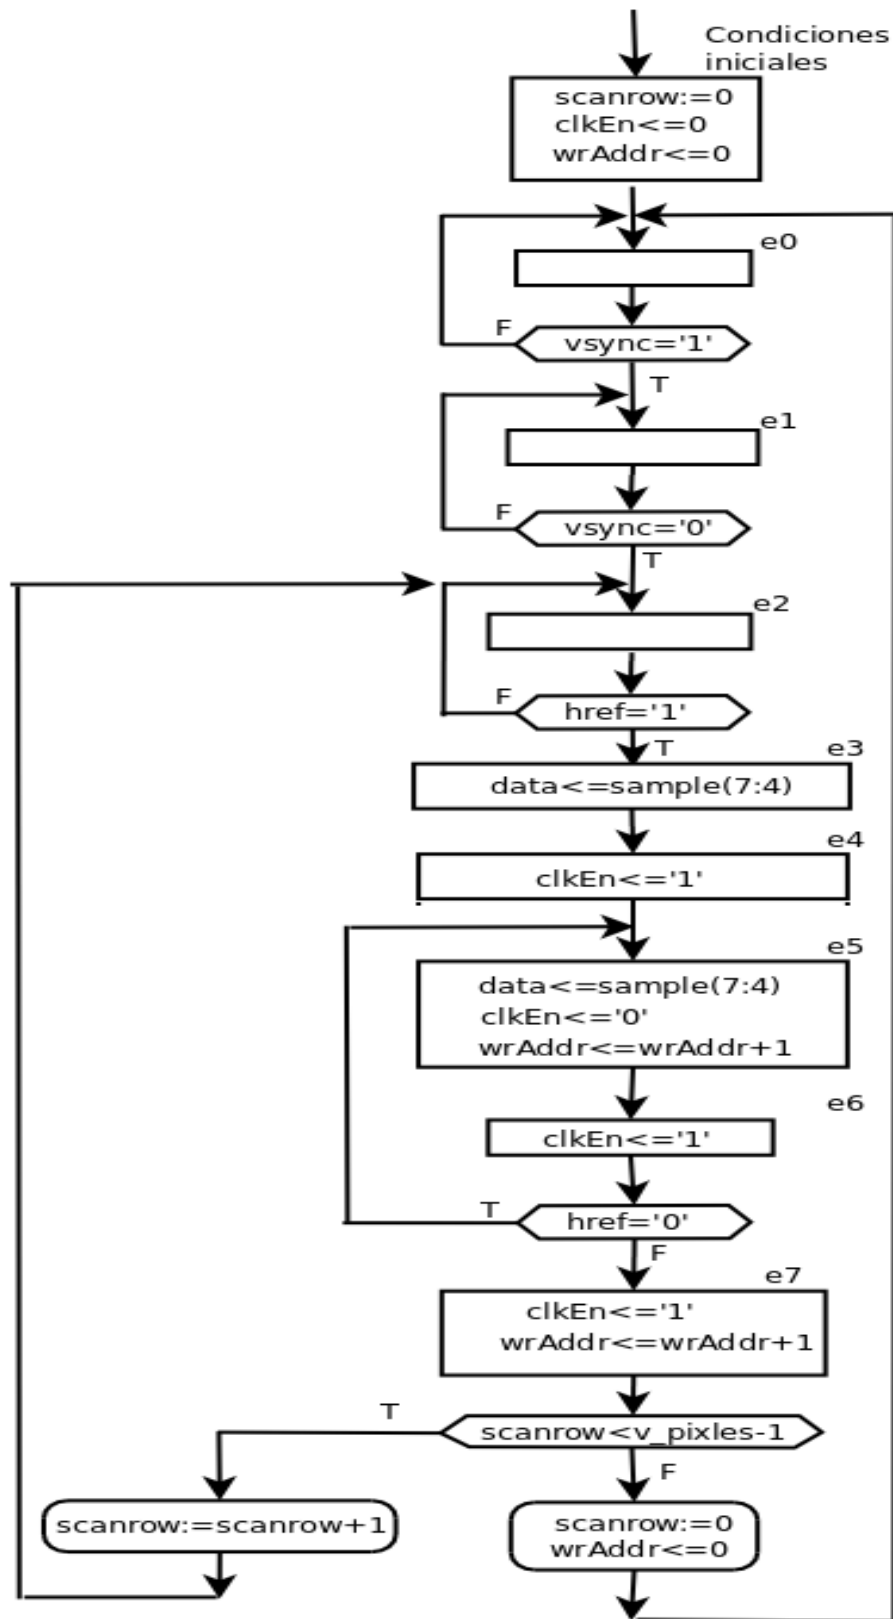 Condiciones
iniciales
scanrow:=0
clkEn<=0
wrAddr<=0
e0
F
vsync='1'
T
e1
F
vsync='0'
T
e2
F
href='1'
T
e3
data<=sample(7:4)
e4
clkEn<='1'
e5
data<=sample(7:4)
clkEn<='0'
wrAddr<=wrAddr+1
e6
clkEn<='1'
T
href='0'
F
e7
clkEn<='1'
wrAddr<=wrAddr+1
T
scanrow<v_pixles-1
F
scanrow:=scanrow+1
scanrow:=0
wrAddr<=0